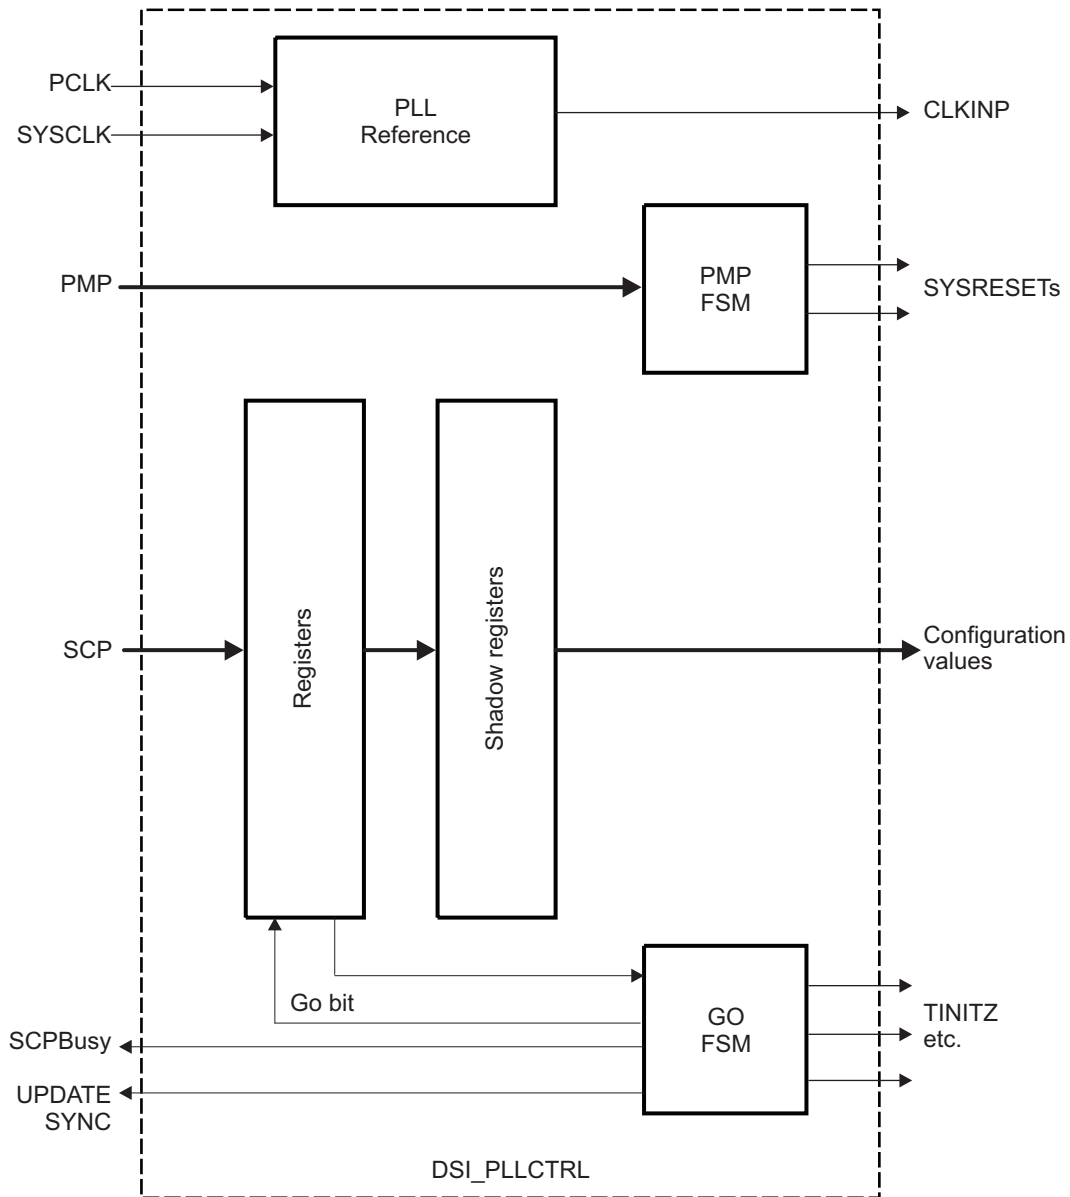 PCLK
SYSCLK
PLL
Reference
CLKINP
PMP
PMP
FSM
SYSRESETs
SCP
Registers
Shadow registers
Configuration
values
Go bit
GO
FSM
TINITZ
etc.
SCPBusy
UPDATE
SYNC
DSI_PLLCTRL